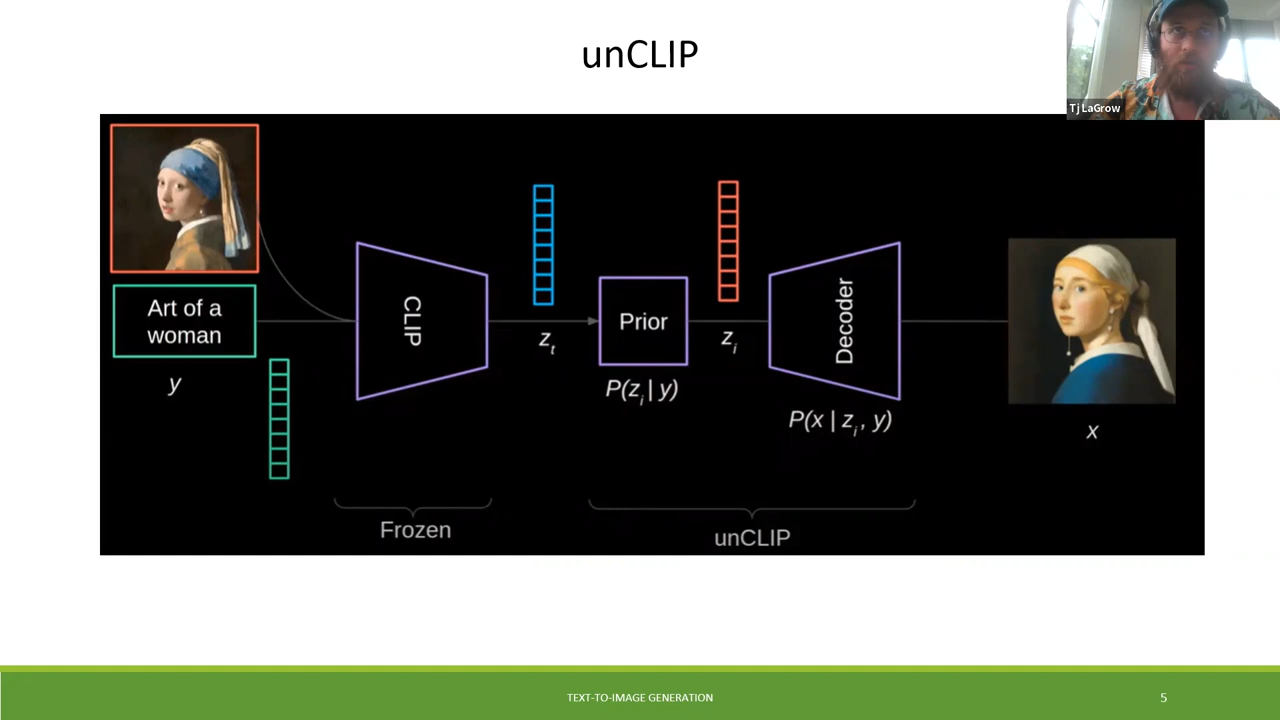 unCLIP
Tj LaGrow
Art of a
woman
y
CLIP
z_t
Prior
P(z_i | y)
z_i
Decoder
P(x | z_i, y)
x
Frozen
unCLIP
TEXT-TO-IMAGE GENERATION
5